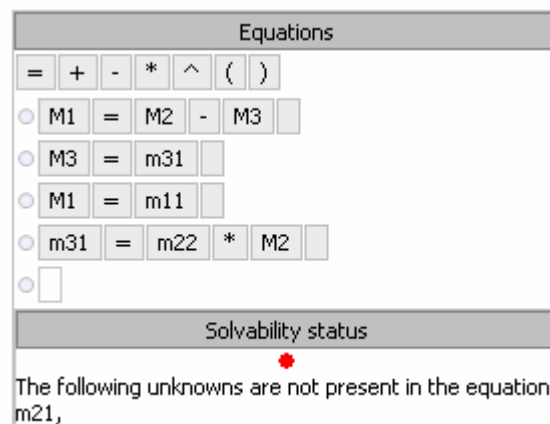 Equations
= + - * ^ ( )
M1 = M2 - M3
M3 = m31
M1 = m11
m31 = m22 * M2
Solvability status
The following unknowns are not present in the equation
m21,